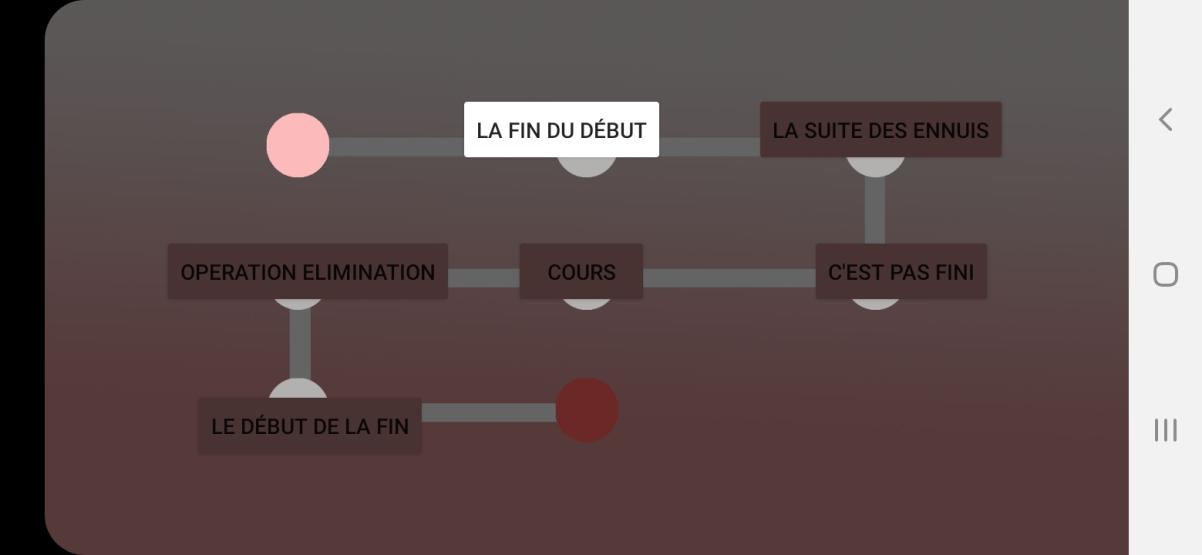 LA FIN DU DÉBUT
LA SUITE DES ENNUIS
OPERATION ELIMINATION
COURS
C'EST PAS FINI
LE DÉBUT DE LA FIN